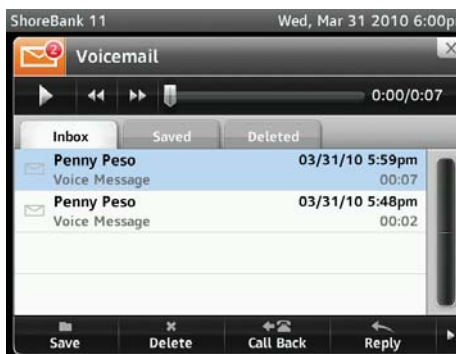 ShoreBank 11 Wed, Mar 31 2010 6:00p
2 Voicemail
0:00/0:07
Inbox Saved Deleted
Penny Peso 03/31/10 5:59pm
Voice Message 00:07
Penny Peso 03/31/10 5:48pm
Voice Message 00:02
Save Delete Call Back Reply